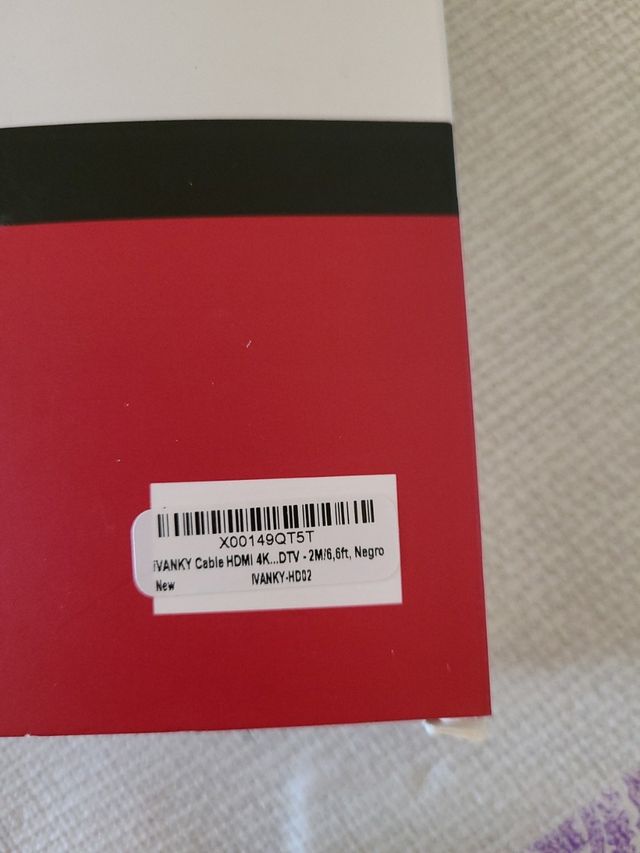 X00149QT5T
iVANKY Cable HDMI 4K...DTV - 2M/6,6ft, Negro
New IVANKY-HD02